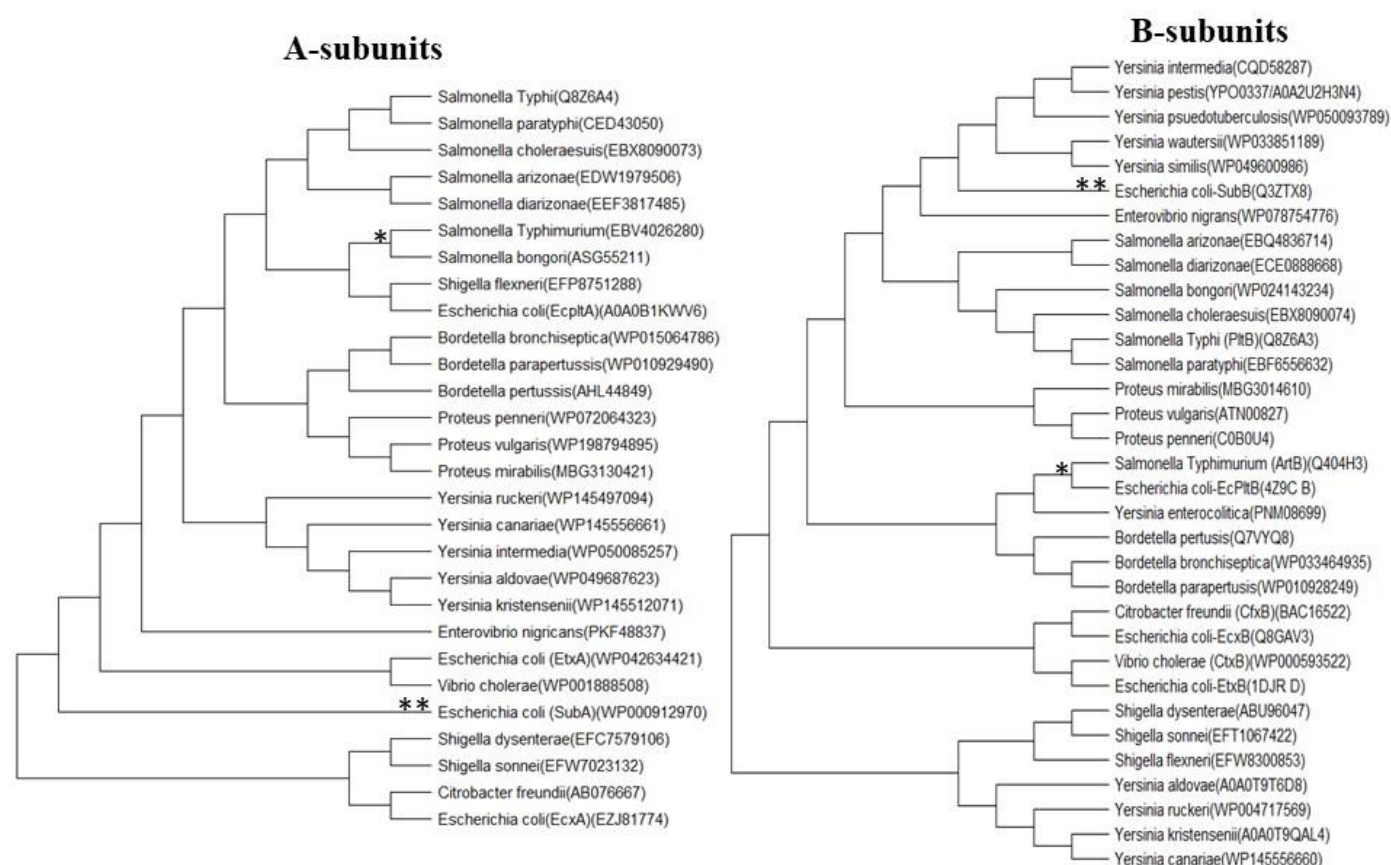 A-subunits
Salmonella Typhi(Q8Z6A4)
Salmonella paratyphi(CED43050)
Salmonella choleraesuis(EBX8090073)
Salmonella arizonae(EDW1979506)
Salmonella diarizonae(EEF3817485)
*
Salmonella Typhimurium(EBV4026280)
Salmonella bongori(ASG55211)
Shigella flexneri(EFP8751288)
Escherichia coli(EcpltA)(A0A0B1KWV6)
Bordetella bronchiseptica(WP015064786)
Bordetella parapertussis(WP010929490)
Bordetella pertussis(AHL44849)
Proteus penneri(WP072064323)
Proteus vulgaris(WP198794895)
Proteus mirabilis(MBG3130421)
Yersinia ruckeri(WP145497094)
Yersinia canariae(WP145556661)
Yersinia intermedia(WP050085257)
Yersinia aldovae(WP049687623)
Yersinia kristensenii(WP145512071)
Enterovibrio nigricans(PKF48837)
Escherichia coli (EtxA)(WP042634421)
Vibrio cholerae(WP001888508)
** Escherichia coli (SubA)(WP000912970)
Shigella dysenterae(EFC7579106)
Shigella sonnei(EFW7023132)
Citrobacter freundii(AB076667)
Escherichia coli(EcxA)(EZJ81774)
B-subunits
Yersinia intermedia(CQD58287)
Yersinia pestis(YPO0337/A0A2U2H3N4)
Yersinia psuedotuberculosis(WP050093789)
Yersinia wautersii(WP033851189)
Yersinia similis(WP049600986)
** Escherichia coli-SubB(Q3ZTX8)
Enterovibrio nigrans(WP078754776)
Salmonella arizonae(EBQ4836714)
Salmonella diarizonae(ECE0888668)
Salmonella bongori(WP024143234)
Salmonella choleraesuis(EBX8090074)
Salmonella Typhi (PltB)(Q8Z6A3)
Salmonella paratyphi(EBF6556632)
Proteus mirabilis(MBG3014610)
Proteus vulgaris(ATN00827)
Proteus penneri(C0B0U4)
*
Salmonella Typhimurium (ArtB)(Q404H3)
Escherichia coli-EcPltB(4Z9C B)
Yersinia enterocolitica(PNM08699)
Bordetella pertusis(Q7VYQ8)
Bordetella bronchiseptica(WP033464935)
Bordetella parapertusis(WP010928249)
Citrobacter freundii (CfxB)(BAC16522)
Escherichia coli-EcxB(Q8GAV3)
Vibrio cholerae (CtxB)(WP000593522)
Escherichia coli-EtxB(1DJR D)
Shigella dysenterae(ABU96047)
Shigella sonnei(EFT1067422)
Shigella flexneri(EFW8300853)
Yersinia aldovae(A0A0T9T6D8)
Yersinia ruckeri(WP004717569)
Yersinia kristensenii(A0A0T9QAL4)
Yersinia canariae(WP145556660)